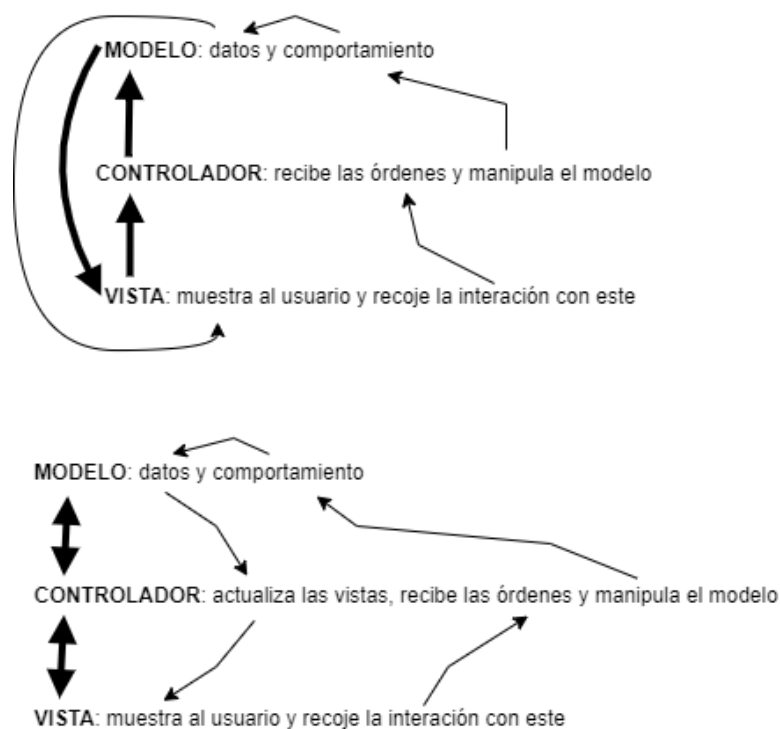 MODELO: datos y comportamiento
CONTROLADOR: recibe las órdenes y manipula el modelo
VISTA: muestra al usuario y recoje la interación con este
MODELO: datos y comportamiento
CONTROLADOR: actualiza las vistas, recibe las órdenes y manipula el modelo
VISTA: muestra al usuario y recoje la interación con este